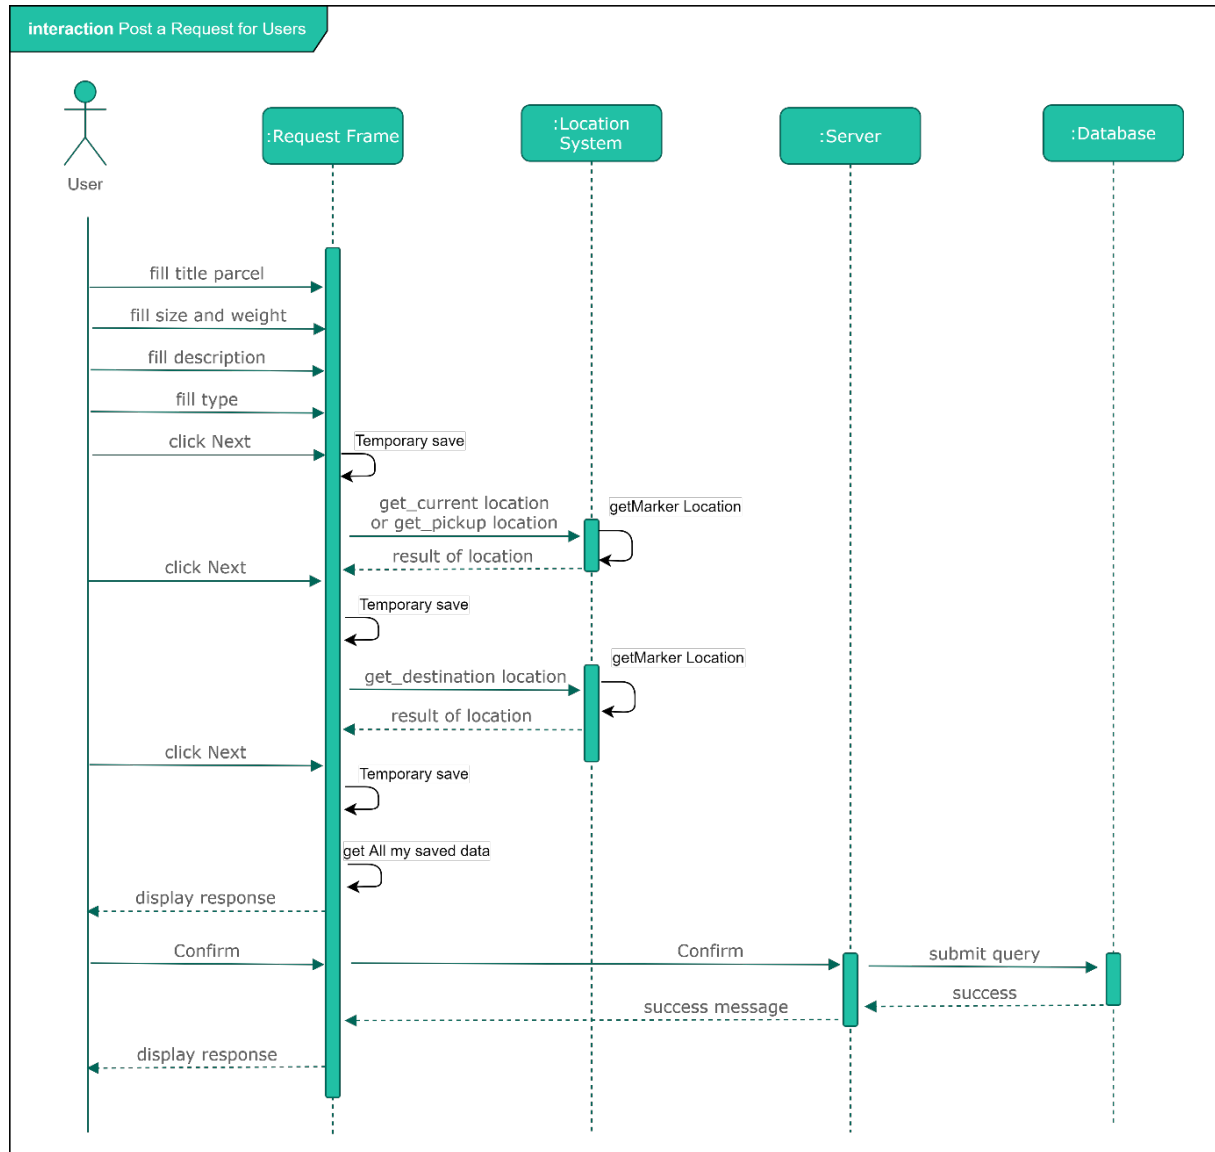 interaction Post a Request for Users
User
:Request Frame
:Location
System
:Server
:Database
fill title parcel
fill size and weight
fill description
fill type
click Next
Temporary save
get_current location
or get_pickup location
getMarker Location
result of location
click Next
Temporary save
getMarker Location
get_destination location
result of location
click Next
Temporary save
get All my saved data
display response
Confirm
Confirm
submit query
success
success message
display response